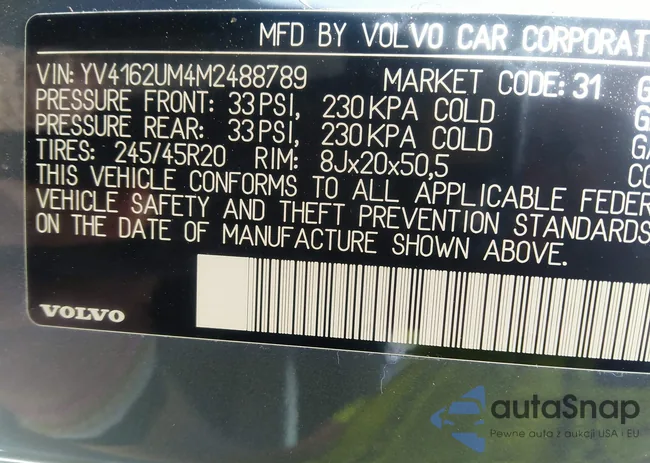 MFD BY VOLVO CAR CORPORAT
VIN: YV4162UM4M2488789 MARKET CODE: 31 G
PRESSURE FRONT: 33 PSI, 230 KPA COLD
PRESSURE REAR: 33 PSI, 230 KPA COLD
TIRES: 245/45R20 RIM: 8Jx20x50,5 CO
THIS VEHICLE CONFORMS TO ALL APPLICABLE FEDER
VEHICLE SAFETY AND THEFT PREVENTION STANDARDS
ON THE DATE OF MANUFACTURE SHOWN ABOVE.
VOLVO
autaSnap
Pewne auta z aukcji USA i EU